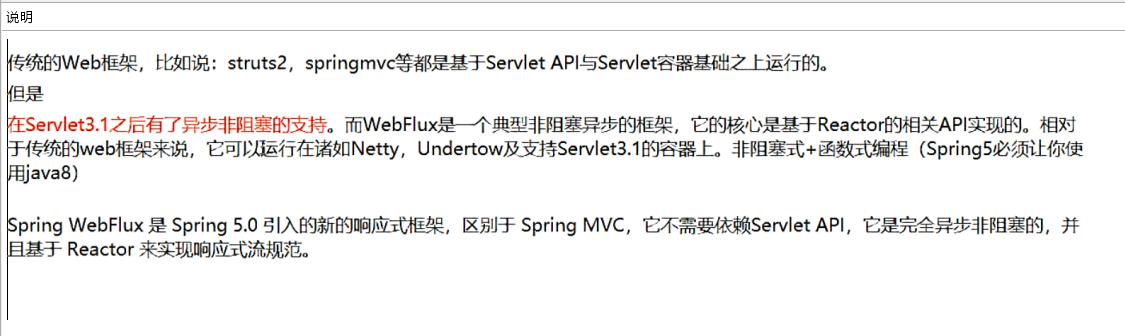 说明
传统的Web框架，比如说：struts2，springmvc等都是基于Servlet API与Servlet容器基础之上运行的。
但是
在Servlet3.1之后有了异步非阻塞的支持。而WebFlux是一个典型非阻塞异步的框架，它的核心是基于Reactor的相关API实现的。相对
于传统的web框架来说，它可以运行在诸如Netty，Undertow及支持Servlet3.1的容器上。非阻塞式+函数式编程（Spring5必须让你使
用java8）
Spring WebFlux 是 Spring 5.0 引入的新的响应式框架，区别于 Spring MVC，它不需要依赖Servlet API，它是完全异步非阻塞的，并
且基于 Reactor 来实现响应式流规范。